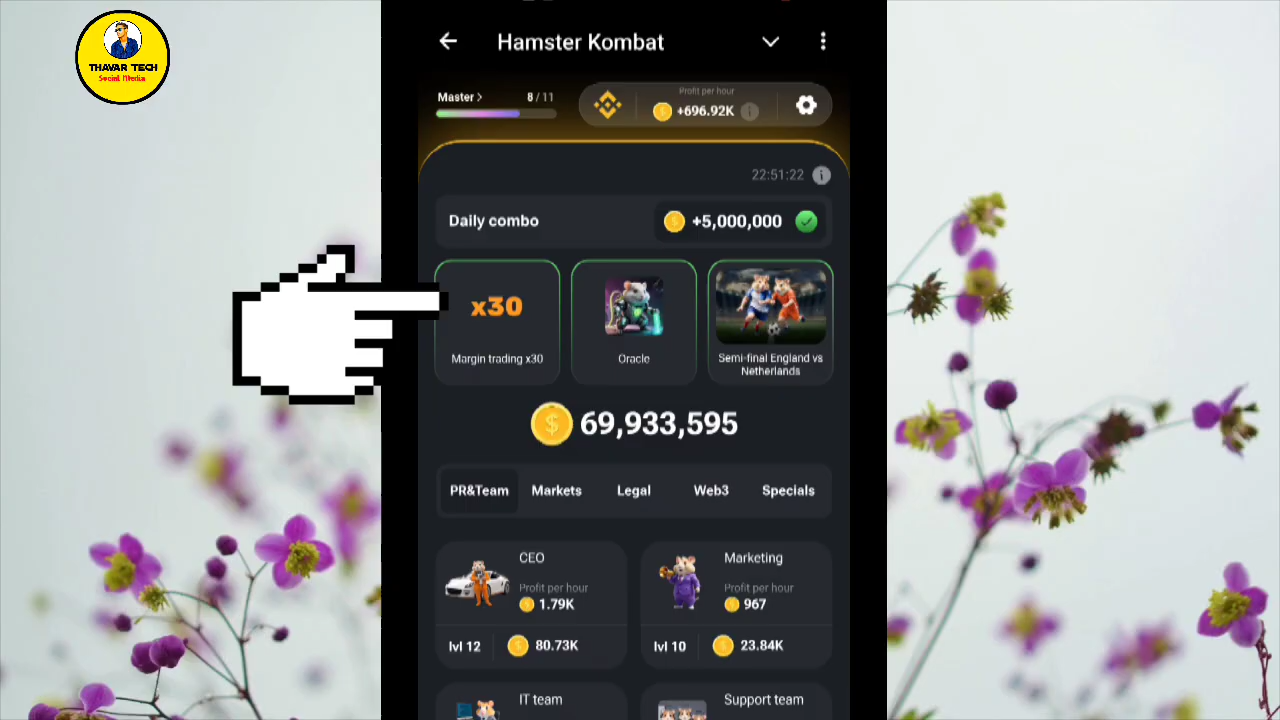 THAVAR TECH
Social Media
Hamster Kombat
Master >
8 / 11
Profit per hour
+696.92K
22:51:22
Daily combo
+5,000,000
x30
Margin trading x30
Oracle
Semi-final England vs
Netherlands
69,933,595
PR&Team
Markets
Legal
Web3
Specials
CEO
Profit per hour
1.79K
lvl 12
80.73K
Marketing
Profit per hour
967
lvl 10
23.84K
IT team
Support team